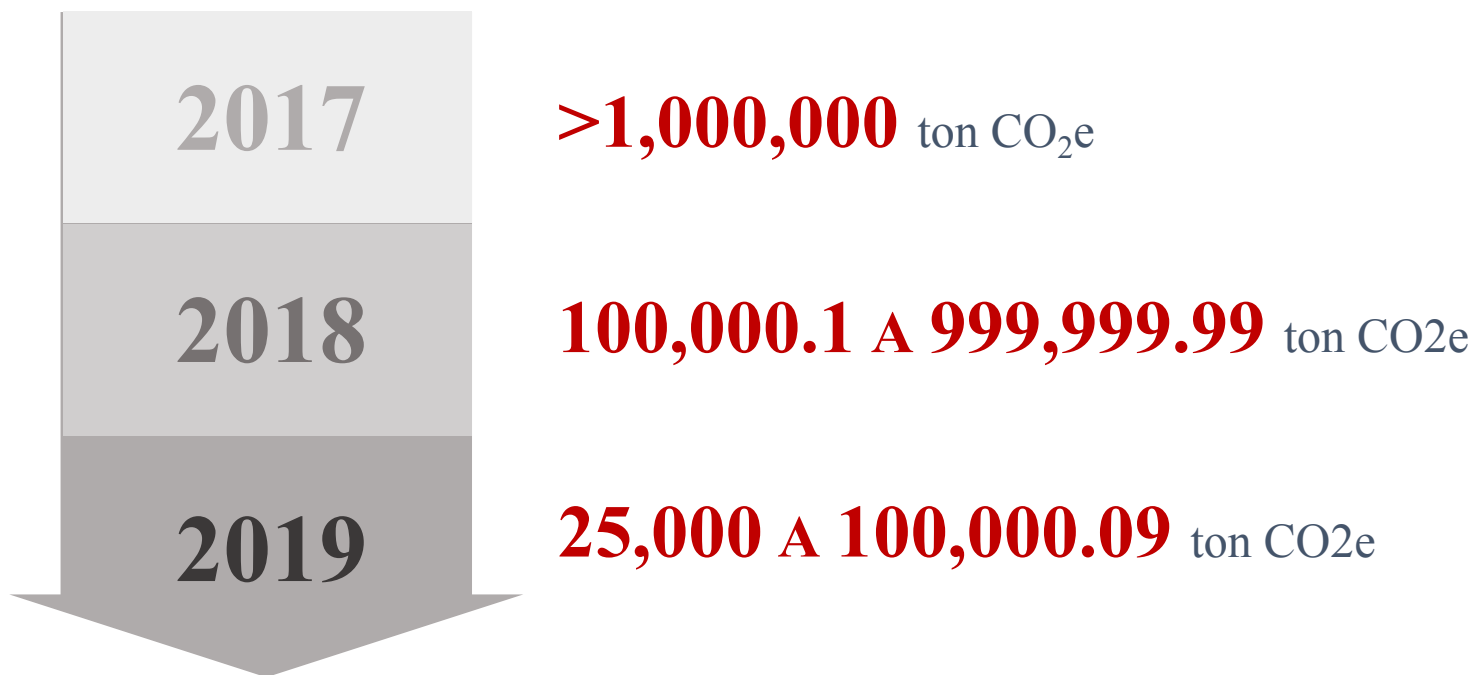 2017
>1,000,000 ton CO₂e
2018
100,000.1 A 999,999.99 ton CO2e
2019
25,000 A 100,000.09 ton CO2e